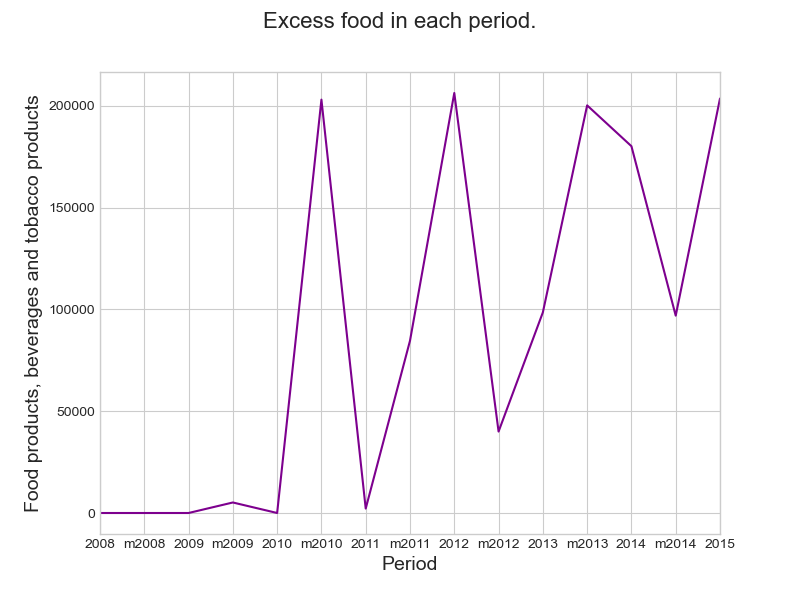 Excess food in each period.
Food products, beverages and tobacco products
200000
150000
100000
50000
0
2008 m2008 2009 m2009 2010 m2010 2011 m2011 2012 m2012 2013 m2013 2014 m2014 2015
Period